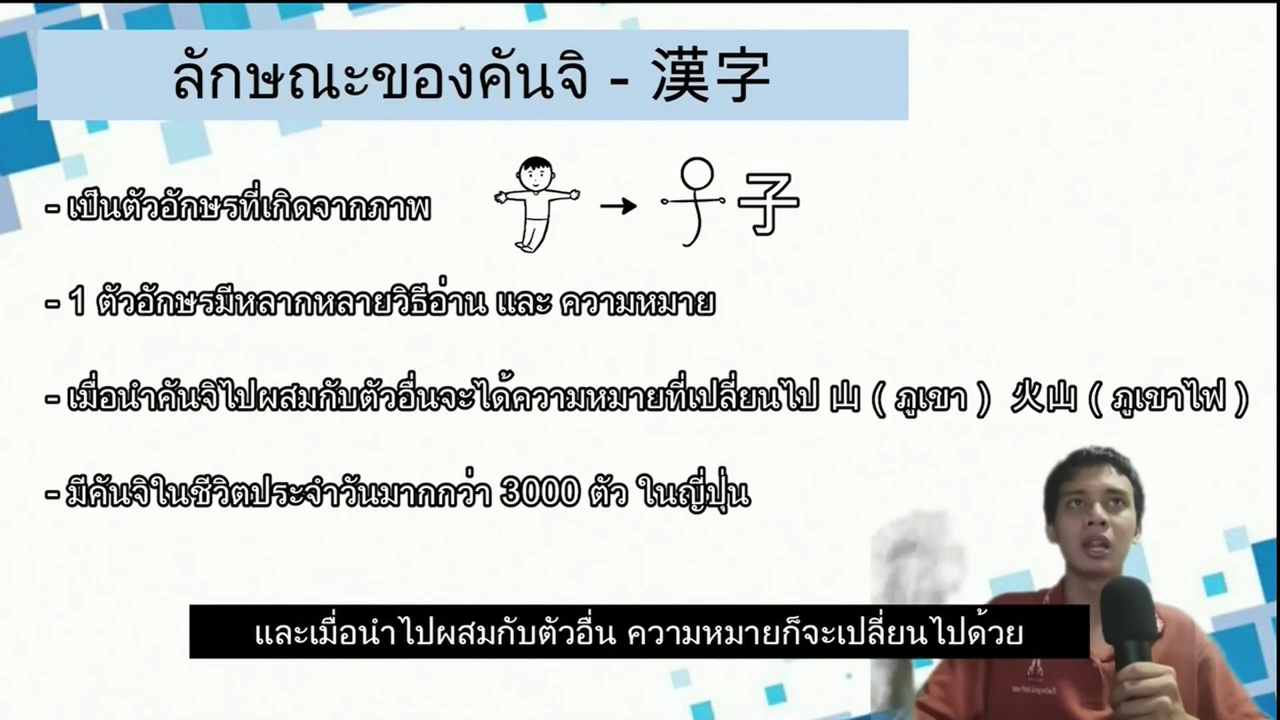 ลักษณะของคันจิ - 漢字
- เป็นตัวอักษรที่เกิดจากภาพ 子
- 1 ตัวอักษรมีหลากหลายวิธีอ่าน และ ความหมาย
- เมื่อนำคันจิไปผสมกับตัวอื่นจะได้ความหมายที่เปลี่ยนไป 山 ( ภูเขา ) 火山 ( ภูเขาไฟ )
- มีคันจิในชีวิตประจำวันมากกว่า 3000 ตัว ในญี่ปุ่น
และเมื่อนำไปผสมกับตัวอื่น ความหมายก็จะเปลี่ยนไปด้วย